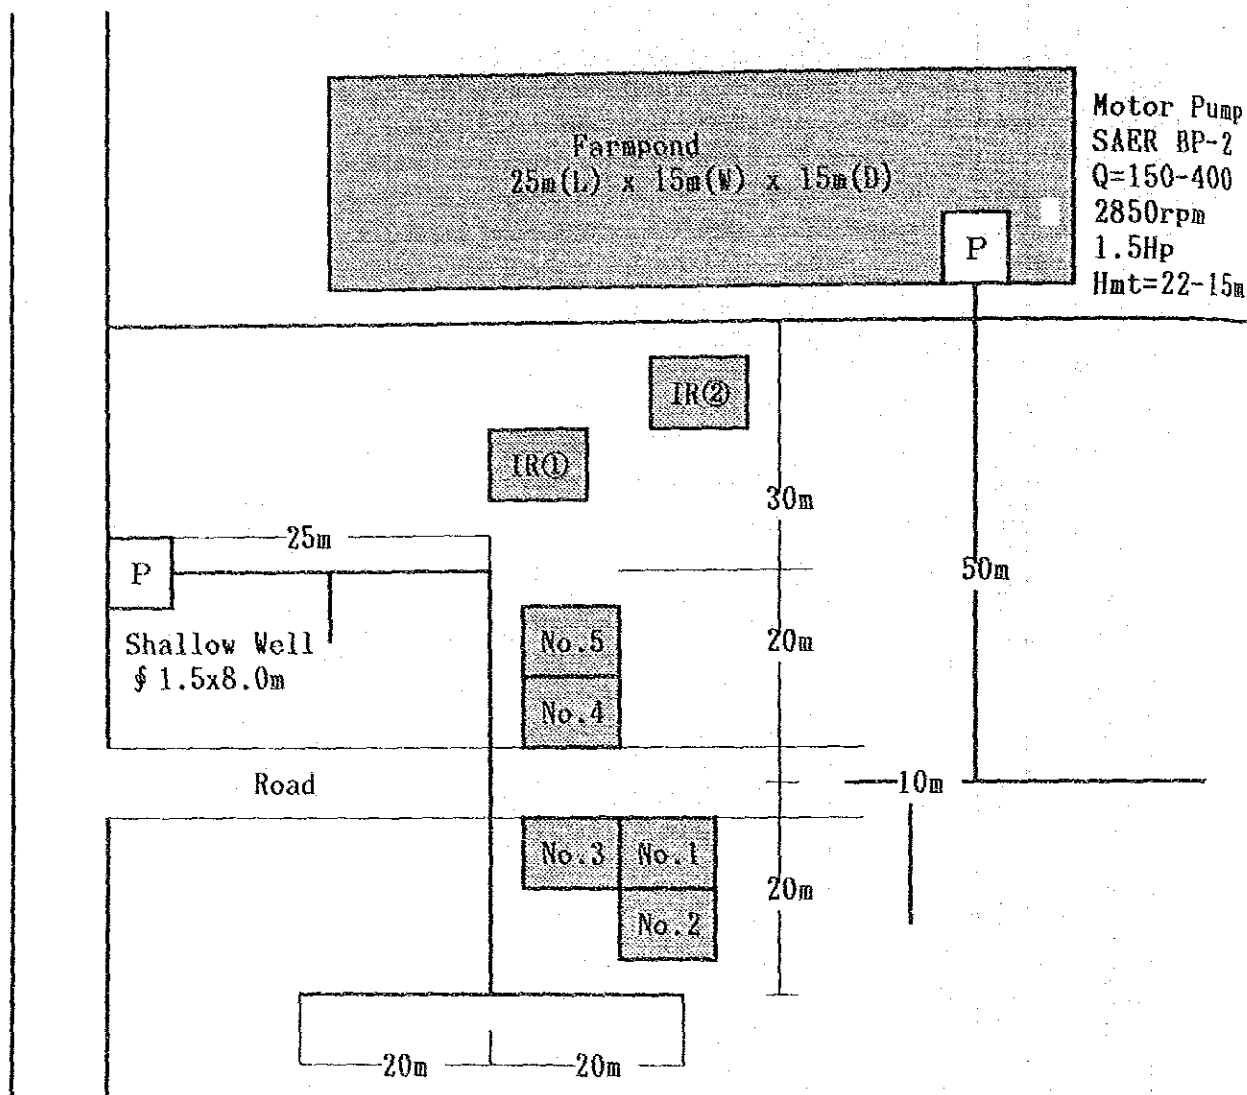 Farmpond
25m(L) x 15m(W) x 15m(D)
P
Motor Pump
SAER BP-2
Q=150-400
2850rpm
1.5Hp
Hmt=22-15m
IR②
IR①
30m
25m
P
50m
Shallow Well
∮ 1.5x8.0m
No.5
20m
No.4
Road
10m
No.3
No.1
20m
No.2
20m
20m